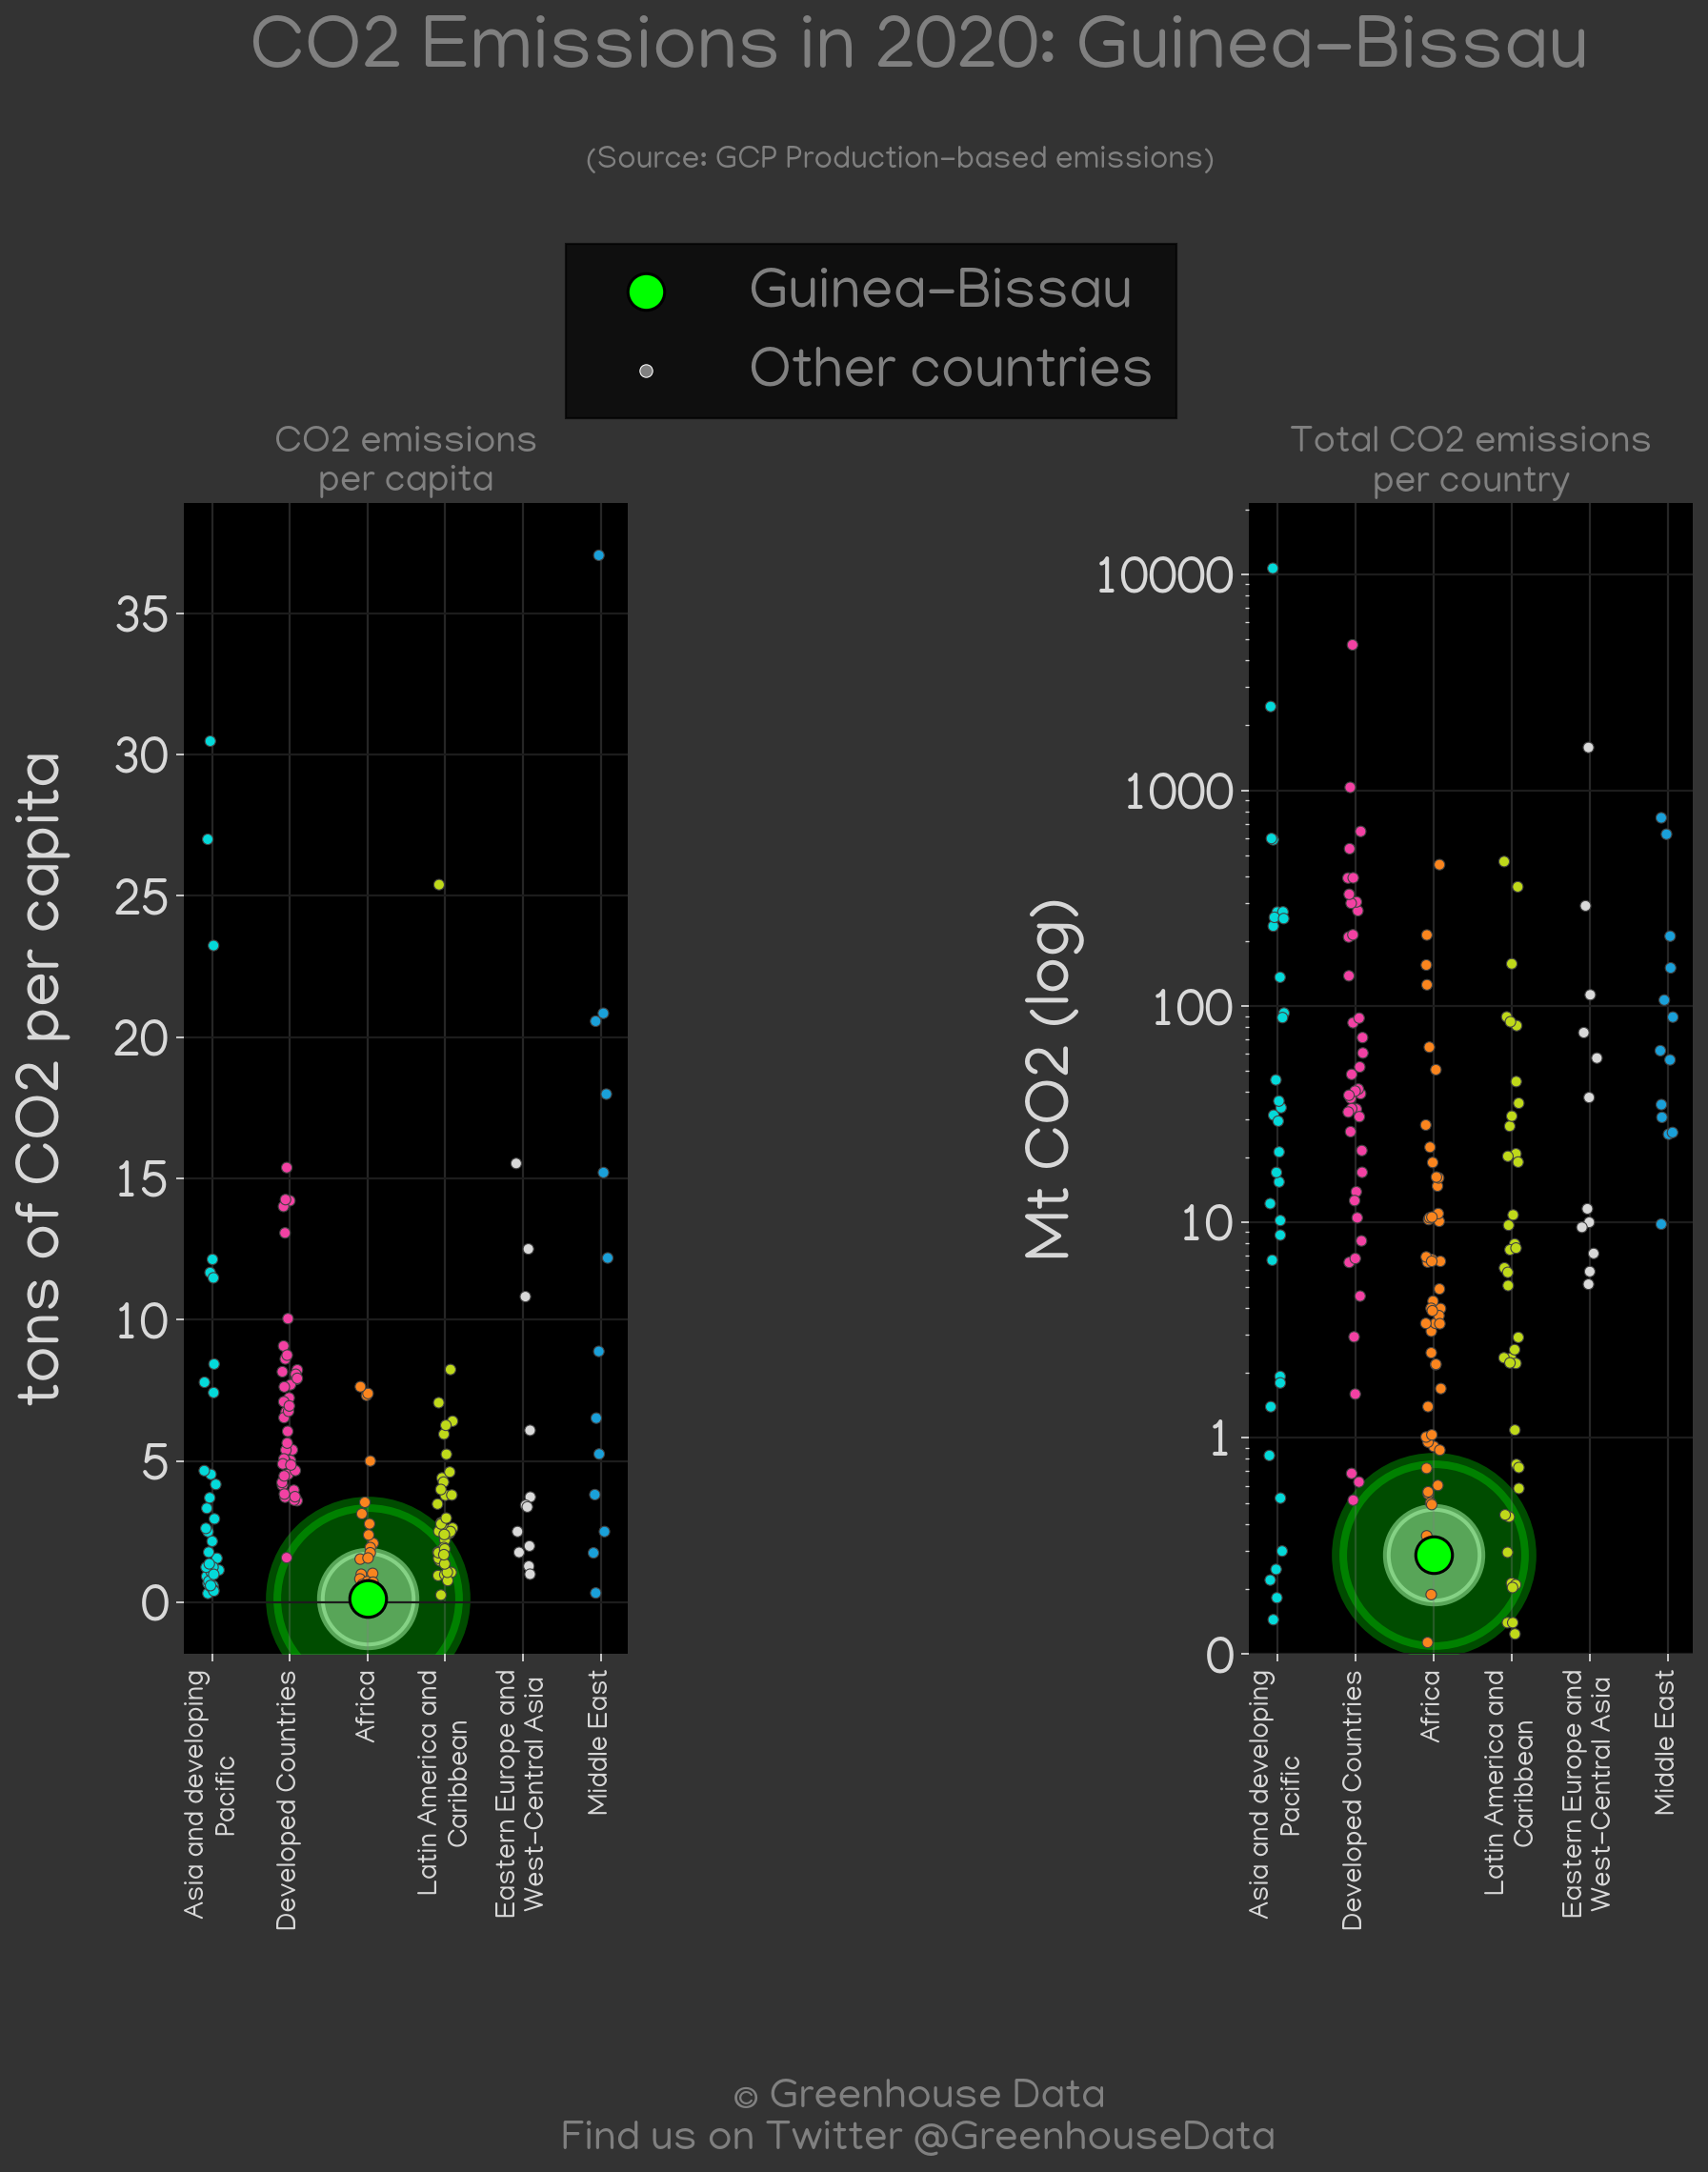 CO2 Emissions in 2020: Guinea-Bissau
(Source: GCP Production-based emissions)
Guinea-Bissau
Other countries
CO2 emissions
per capita
tons of CO2 per capita
35
30
25
20
15
10
5
0
Asia and developing
Pacific
Developed Countries
Africa
Latin America and
Caribbean
Eastern Europe and
West-Central Asia
Middle East
Total CO2 emissions
per country
Mt CO2 (log)
10000
1000
100
10
1
0
Asia and developing
Pacific
Developed Countries
Africa
Latin America and
Caribbean
Eastern Europe and
West-Central Asia
Middle East
© Greenhouse Data
Find us on Twitter @GreenhouseData